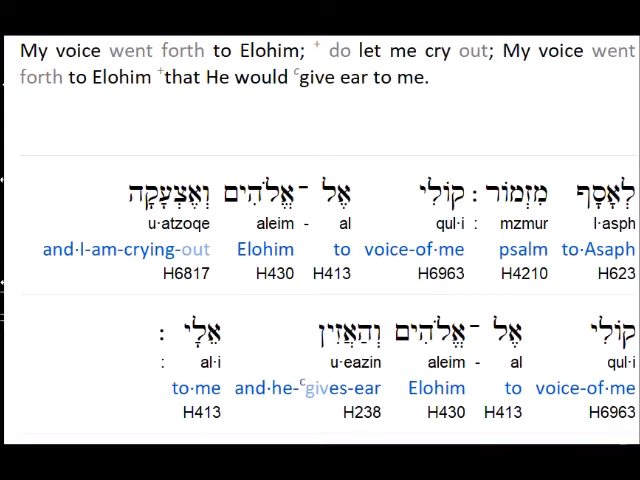 My voice went forth to Elohim; + do let me cry out; My voice went
forth to Elohim +that He would cgive ear to me.
לְאָסָף מִזְמוֹר : קוֹלִי אֶל ־ אֱלֹהִים וְאֶצְעָקָה
l·asph mzmur : qul·i al - aleim u·atzoqe
to·Asaph psalm voice-of·me to Elohim and·I-am-crying-out
H623 H4210 H6963 H413 H430 H6817
קוֹלִי אֶל ־ אֱלֹהִים וְהַאֲזִין אֵלָי :
qul·i al - aleim u·eazin al·i :
voice-of·me to Elohim and·he-cgives-ear to·me
H6963 H413 H430 H238 H413